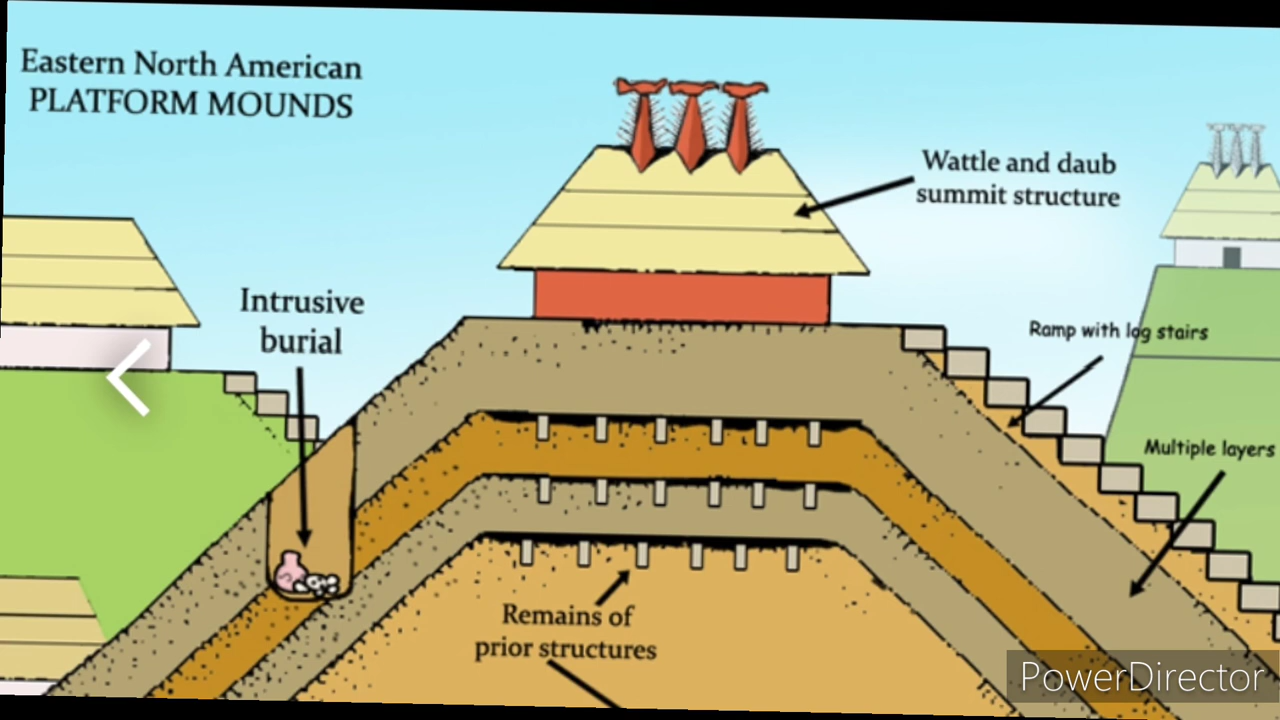 Eastern North American
PLATFORM MOUNDS
Wattle and daub
summit structure
Intrusive
burial
Ramp with log stairs
Multiple layers
Remains of
prior structures
PowerDirector